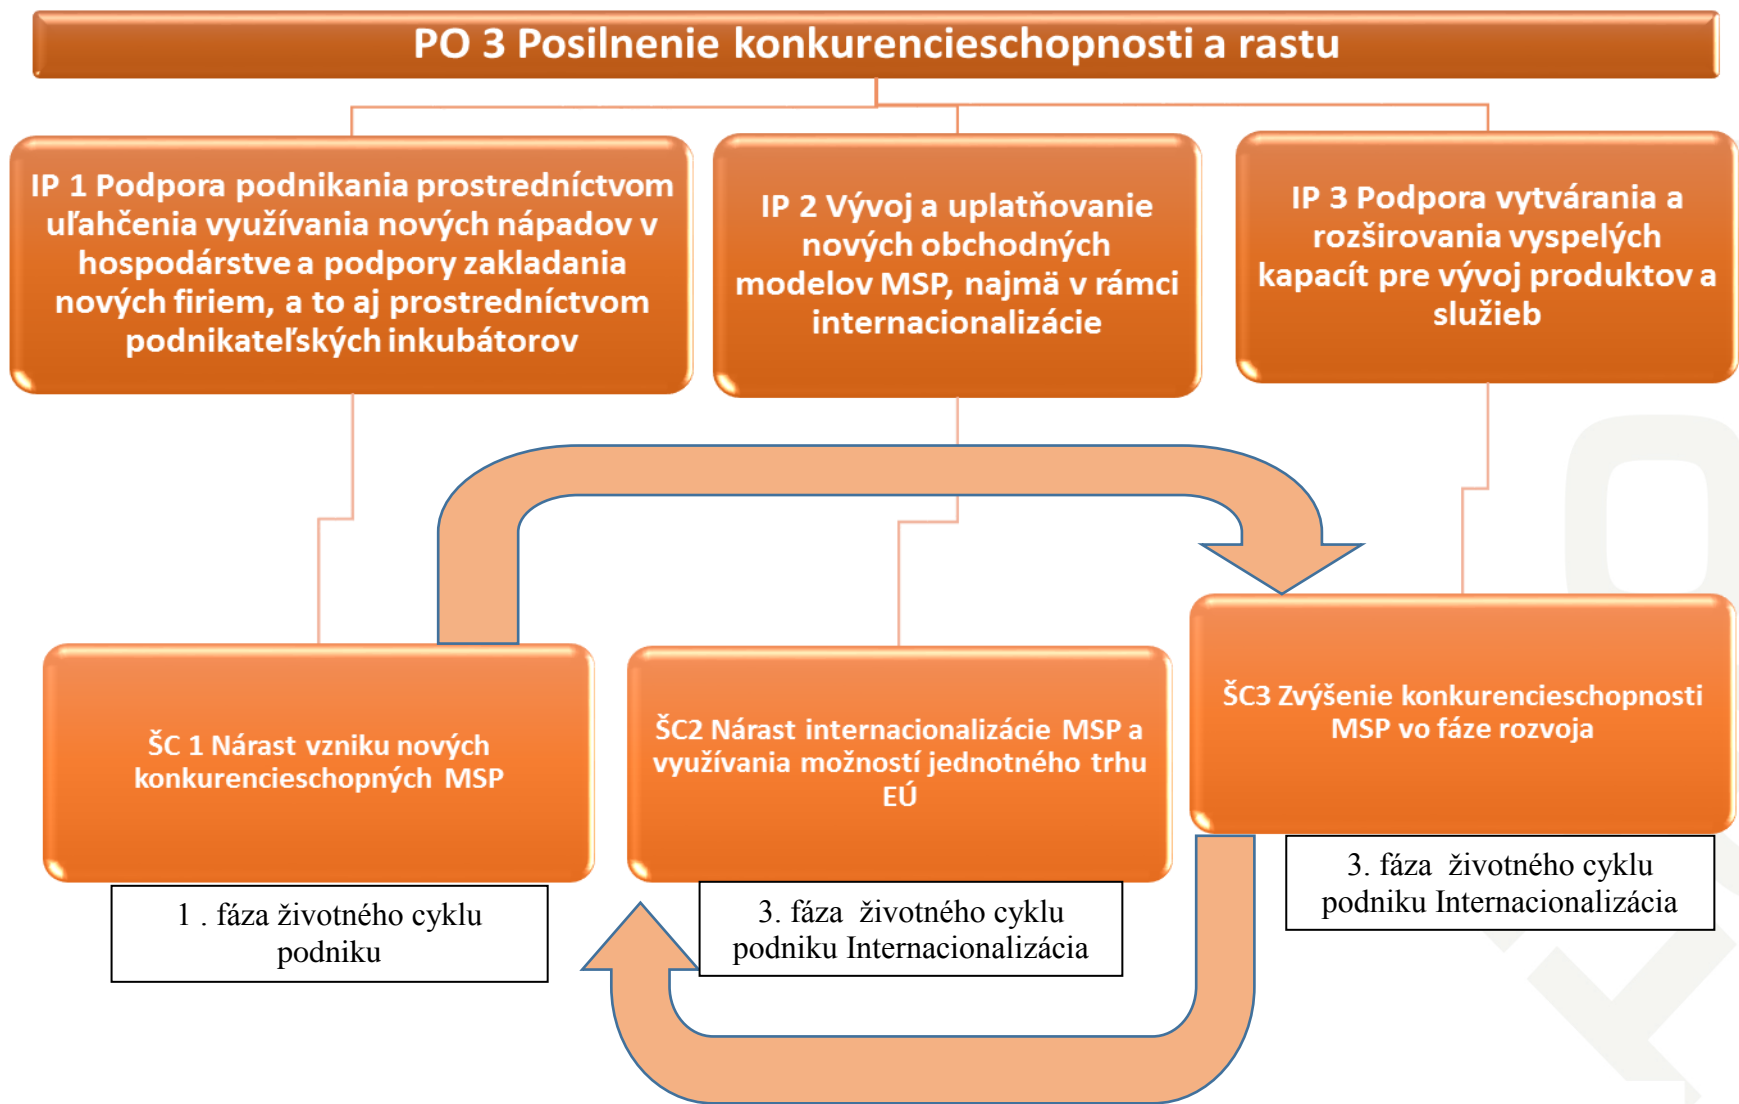 PO 3 Posilnenie konkurencieschopnosti a rastu
IP 1 Podpora podnikania prostredníctvom
uľahčenia využívania nových nápadov v
hospodárstve a podpory zakladania
nových firiem, a to aj prostredníctvom
podnikateľských inkubátorov
IP 2 Vývoj a uplatňovanie
nových obchodných
modelov MSP, najmä v rámci
internacionalizácie
IP 3 Podpora vytvárania a
rozširovania vyspelých
kapacít pre vývoj produktov a
služieb
ŠC 1 Nárast vzniku nových
konkurencieschopných MSP
ŠC2 Nárast internacionalizácie MSP a
využívania možností jednotného trhu
EÚ
ŠC3 Zvýšenie konkurencieschopnosti
MSP vo fáze rozvoja
1 . fáza životného cyklu
podniku
3. fáza životného cyklu
podniku Internacionalizácia
3. fáza životného cyklu
podniku Internacionalizácia